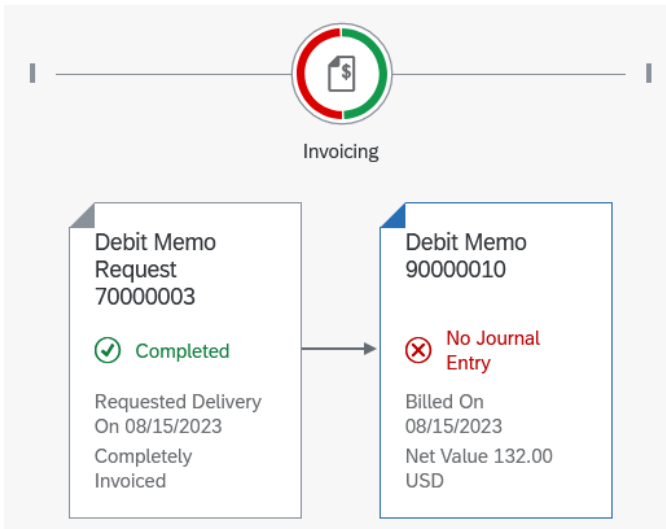 $
Invoicing
Debit Memo
Request
70000003
Completed
Requested Delivery
On 08/15/2023
Completely
Invoiced
Debit Memo
90000010
No Journal
Entry
Billed On
08/15/2023
Net Value 132.00
USD